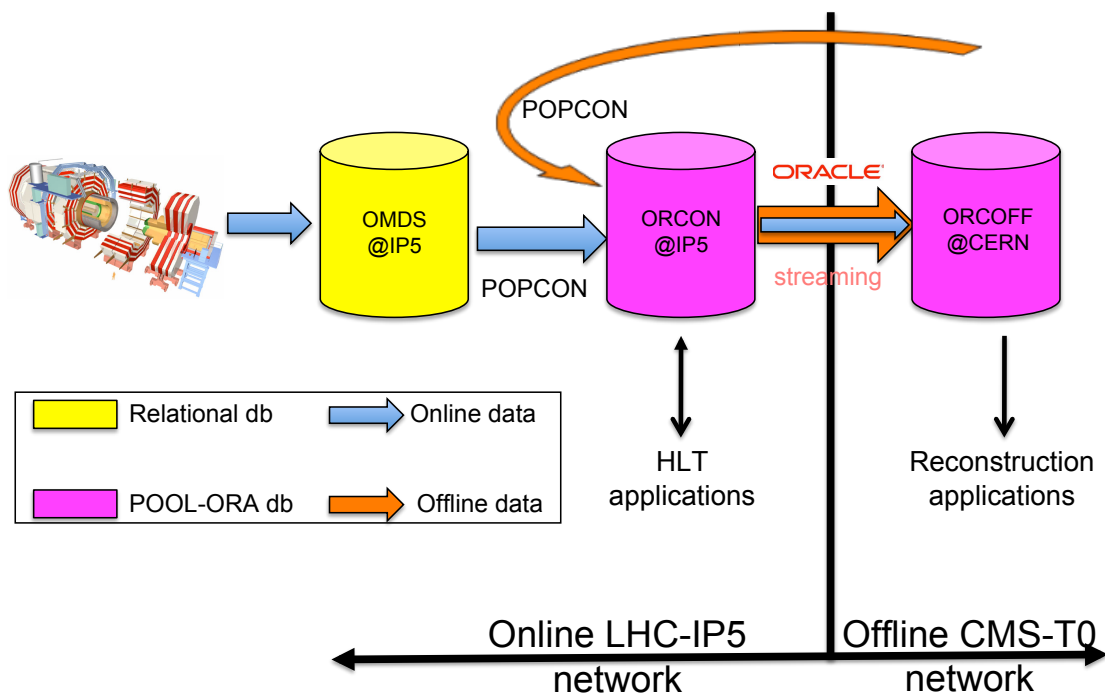 POPCON
OMDS
@IP5
POPCON
ORCON
@IP5
ORACLE®
streaming
ORCOFF
@CERN
Relational db
Online data
POOL-ORA db
Offline data
HLT
applications
Reconstruction
applications
Online LHC-IP5
network
Offline CMS-T0
network